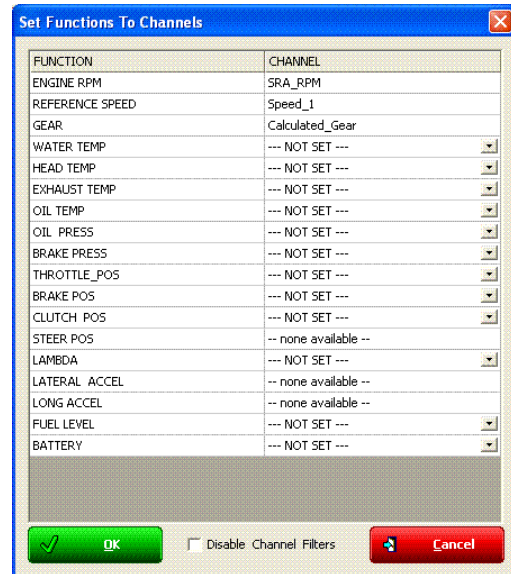 Set Functions To Channels
FUNCTION CHANNEL
ENGINE RPM SRA_RPM
REFERENCE SPEED Speed_1
GEAR Calculated_Gear
WATER TEMP --- NOT SET ---
HEAD TEMP --- NOT SET ---
EXHAUST TEMP --- NOT SET ---
OIL TEMP --- NOT SET ---
OIL PRESS --- NOT SET ---
BRAKE PRESS --- NOT SET ---
THROTTLE_POS --- NOT SET ---
BRAKE POS --- NOT SET ---
CLUTCH POS --- NOT SET ---
STEER POS -- none available --
LAMBDA --- NOT SET ---
LATERAL ACCEL -- none available --
LONG ACCEL -- none available --
FUEL LEVEL --- NOT SET ---
BATTERY --- NOT SET ---
OK Disable Channel Filters Cancel